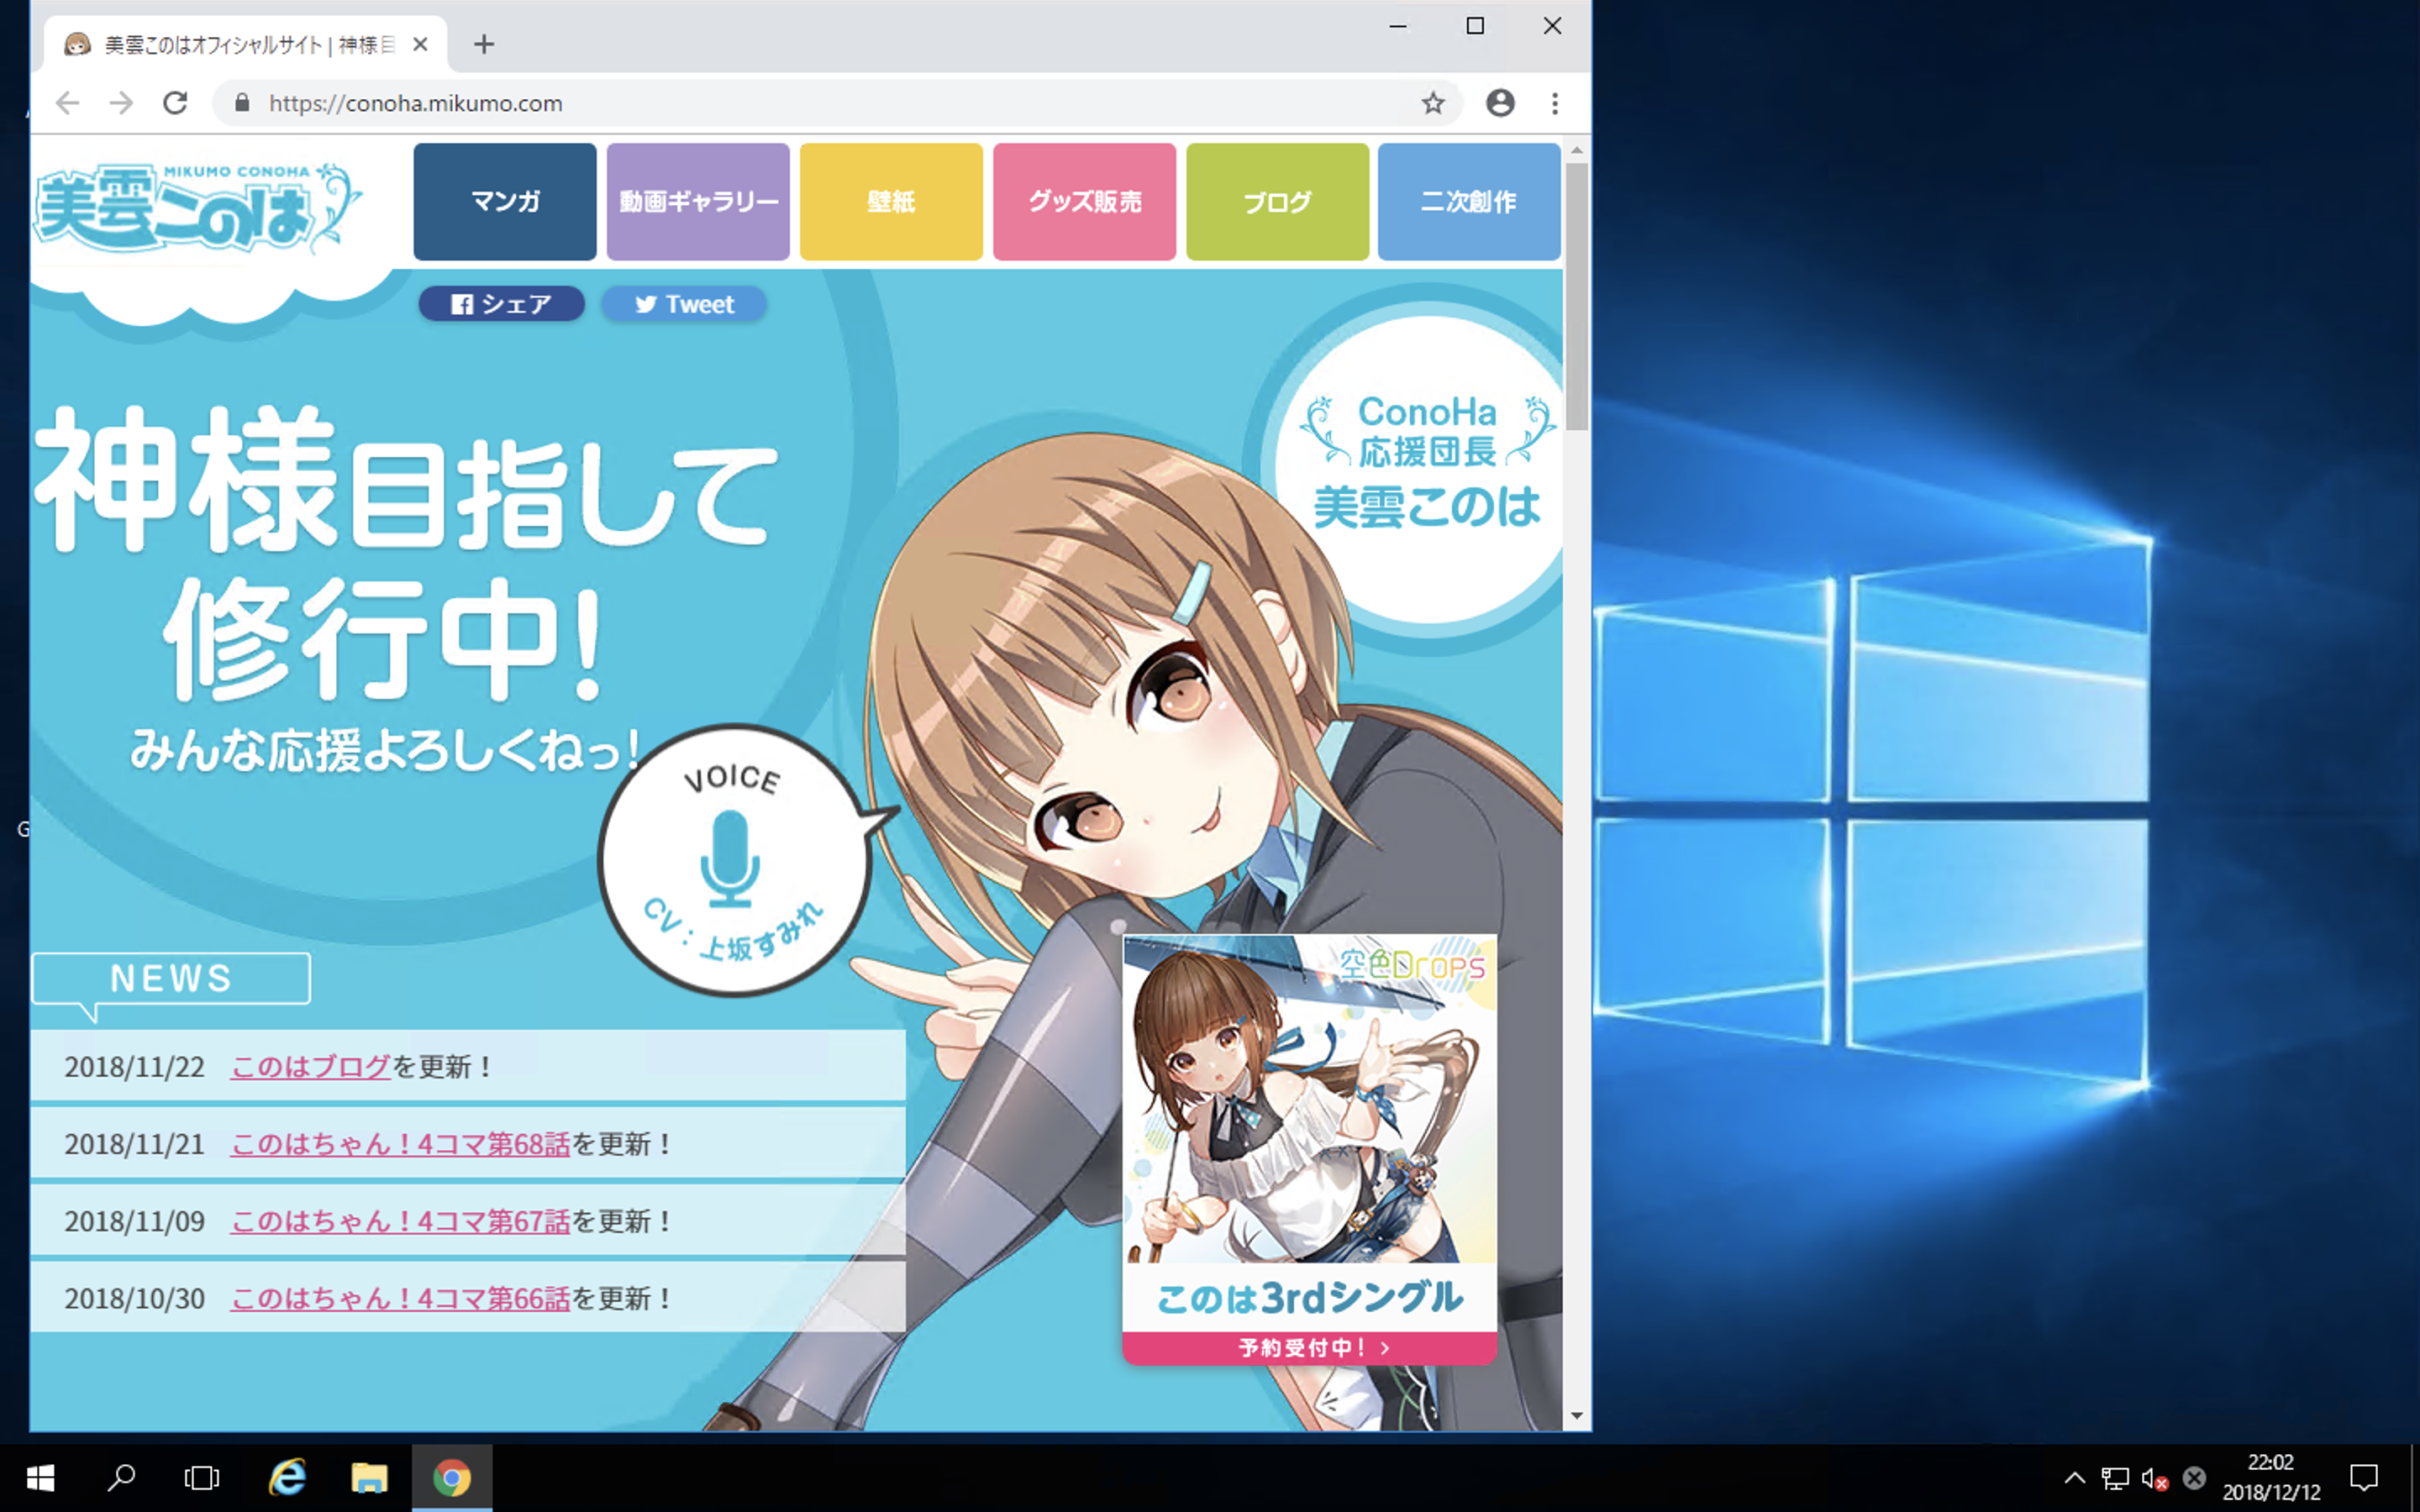 美雲このはオフィシャルサイト | 神様目
https://conoha.mikumo.com
MIKUMO CONOHA
美雲このは
マンガ
動画ギャラリー
壁紙
グッズ販売
ブログ
二次創作
シェア
Tweet
ConoHa
応援団長
美雲このは
神様目指して
修行中!
みんな応援よろしくねっ!
VOICE
CV：上坂すみれ
NEWS
2018/11/22 このはブログを更新！
2018/11/21 このはちゃん！4コマ第68話を更新！
2018/11/09 このはちゃん！4コマ第67話を更新！
2018/10/30 このはちゃん！4コマ第66話を更新！
空色Drops
このは3rdシングル
予約受付中！ ›
G
22:02
2018/12/12